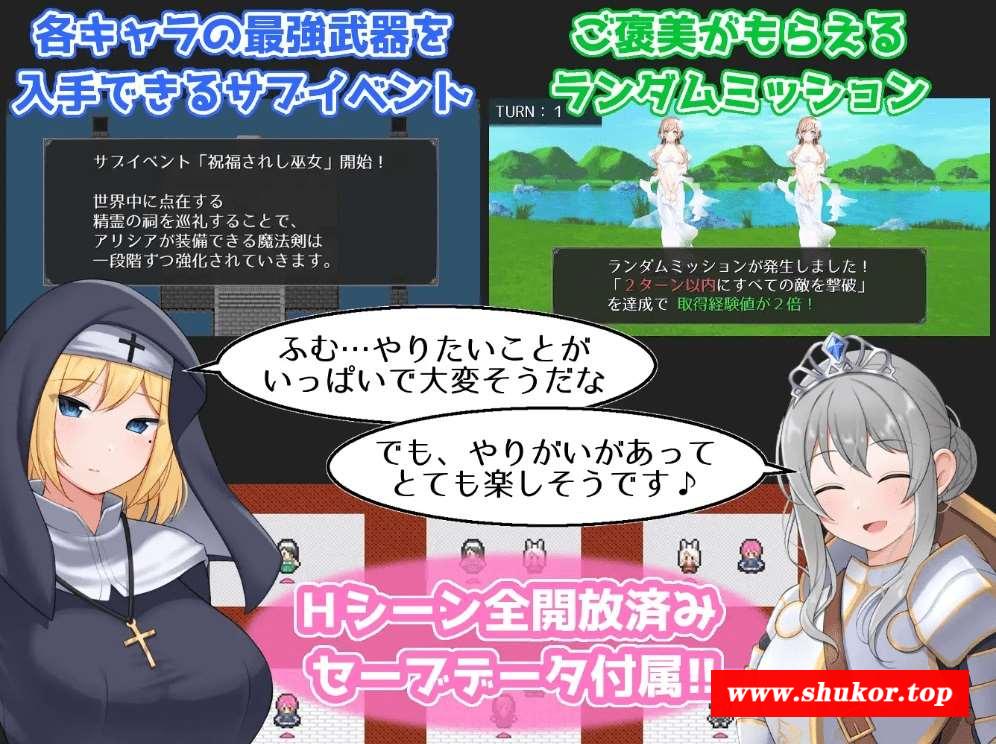 各キャラの最強武器を
入手できるサブイベント
ご褒美がもらえる
ランダムミッション
TURN : 1
サブイベント「祝福されし巫女」開始！
世界中に点在する
精霊の祠を巡礼することで、
アリシアが装備できる魔法剣は
一段階ずつ強化されていきます。
ランダムミッションが発生しました！
「２ターン以内にすべての敵を撃破」
を達成で 取得経験値が２倍！
ふむ…やりたいことが
いっぱいで大変そうだな
でも、やりがいがあって
とても楽しそうです♪
Hシーン全開放済み
セーブデータ付属!!
www.shukor.top